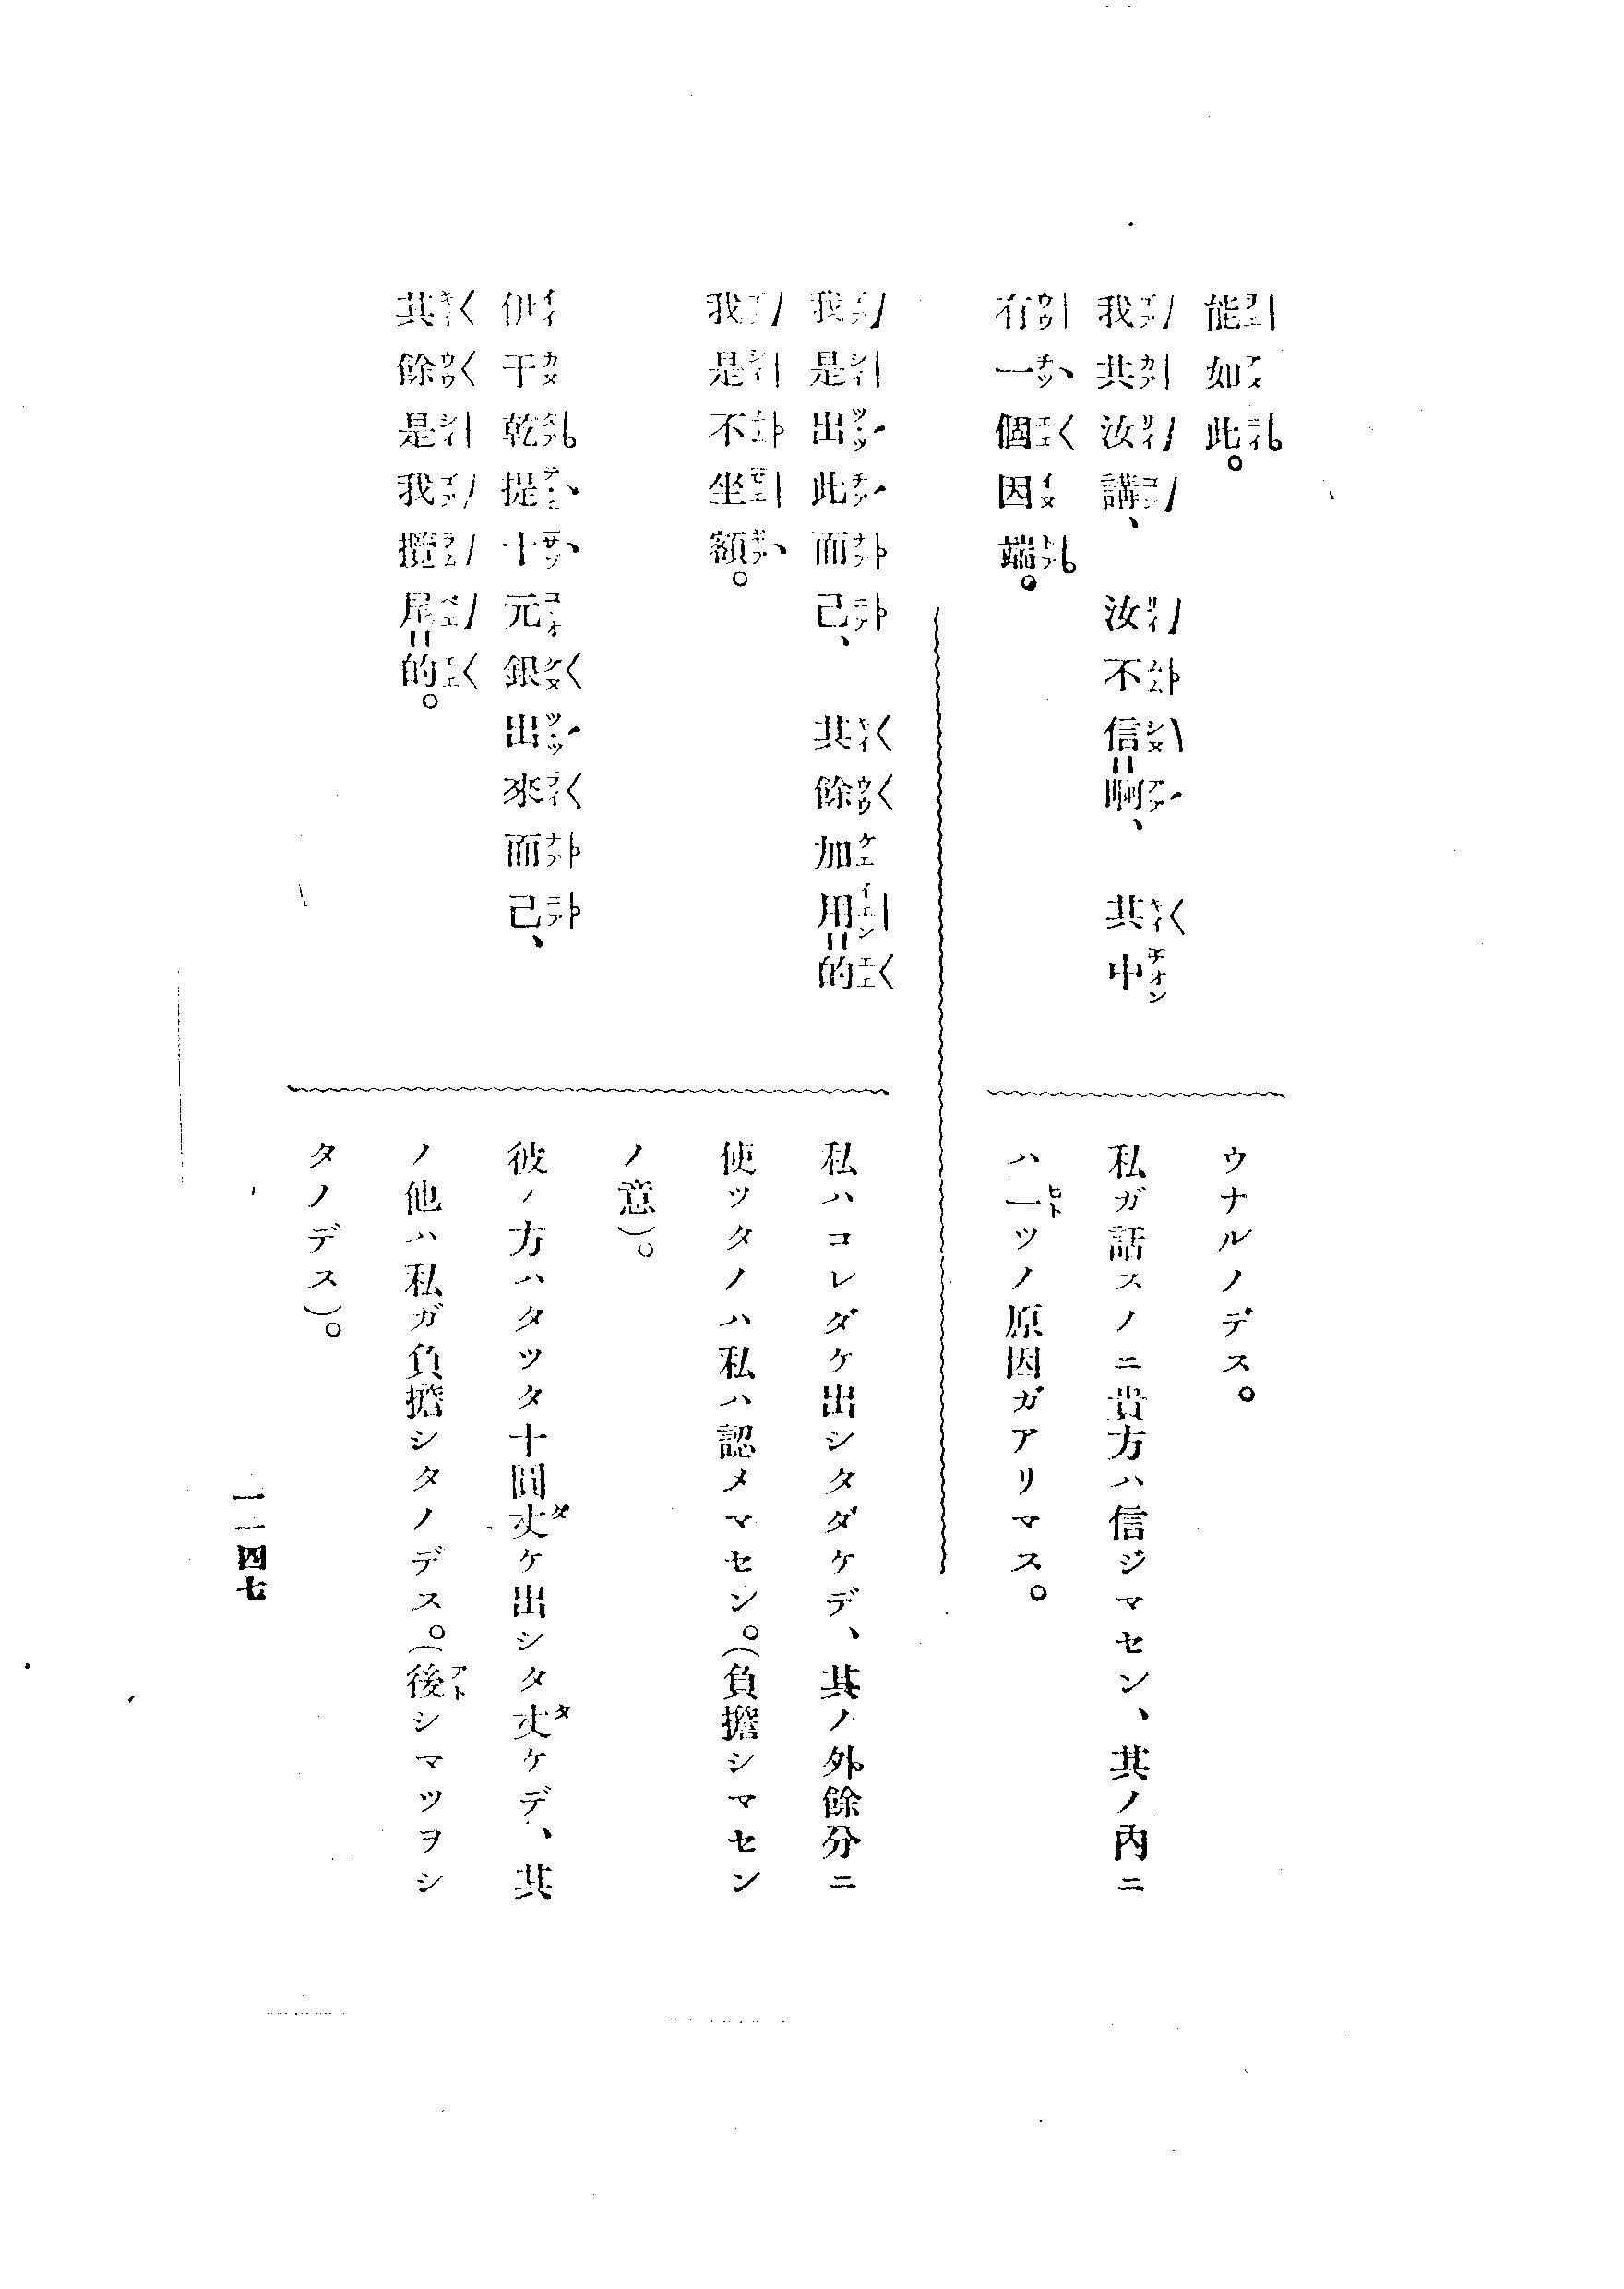 能如此。
我共汝講、汝不信＝啊、其中
有一個因端。
ウナルノデス。
私ガ話スノニ貴方ハ信ジマセン、其ノ內ニ
ハ一ツノ原因ガアリマス。
我是出此而己、其餘加用＝的
我是不坐額。
伊干乾提十元銀出來而己、
其餘是我攬尾＝的。
私ハコレダケ出シタダケデ、其ノ外餘分ニ
使ツタノハ私ハ認メマセン。(負擔シマセン
ノ意)。
彼ノ方ハタツタ十圓丈ケ出シタ丈ケデ、其
ノ他ハ私ガ負擔シタノデス。(後シマツヲシ
タノデス)。
一一四七